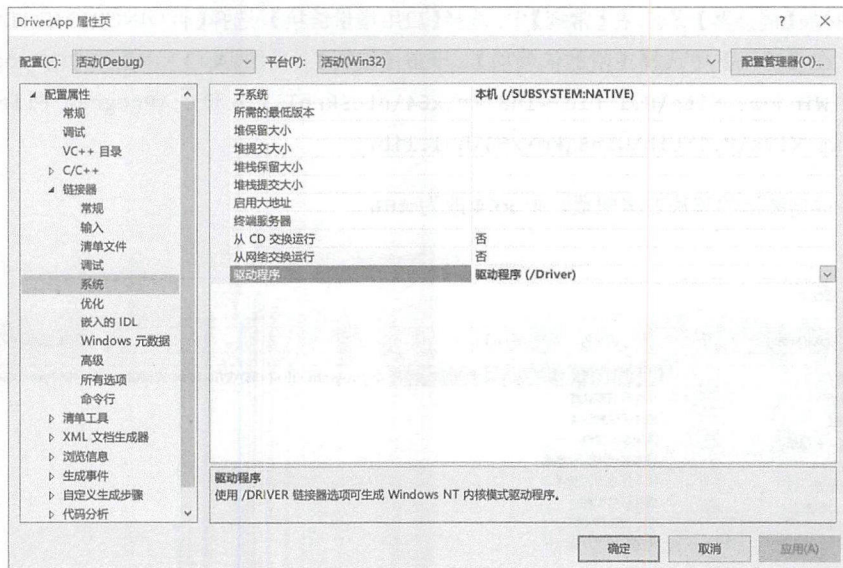 DriverApp 属性页
? ×
配置(C): 活动(Debug) 平台(P): 活动(Win32) 配置管理器(O)...
配置属性
常规
调试
VC++ 目录
C/C++
链接器
常规
输入
清单文件
调试
系统
优化
嵌入的 IDL
Windows 元数据
高级
所有选项
命令行
清单工具
XML 文档生成器
浏览信息
生成事件
自定义生成步骤
代码分析
子系统 本机 (/SUBSYSTEM:NATIVE)
所需的最低版本
堆保留大小
堆提交大小
堆栈保留大小
堆栈提交大小
启用大地址
终端服务器
从 CD 交换运行 否
从网络交换运行 否
驱动程序 驱动程序 (/Driver)
驱动程序
使用 /DRIVER 链接器选项可生成 Windows NT 内核模式驱动程序。
确定 取消 应用(A)